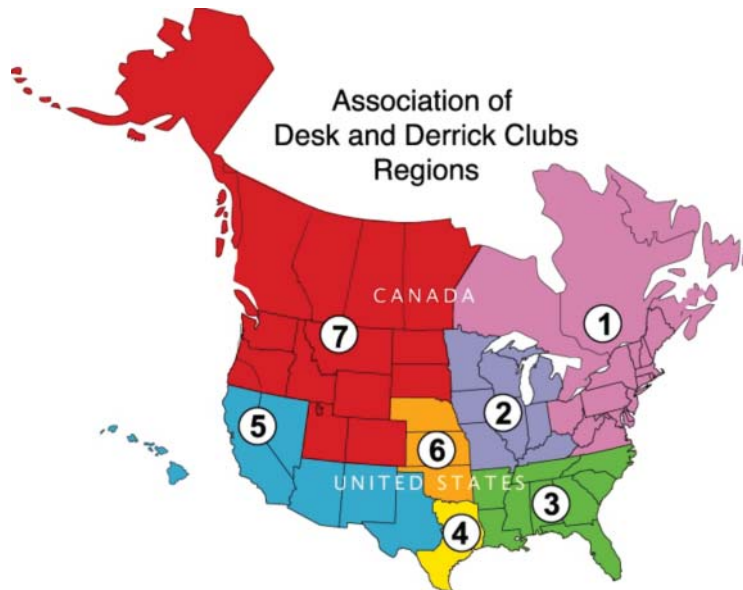 Association of
Desk and Derrick Clubs
Regions
CANADA
1
7
2
5
6
UNITED STATES
3
4